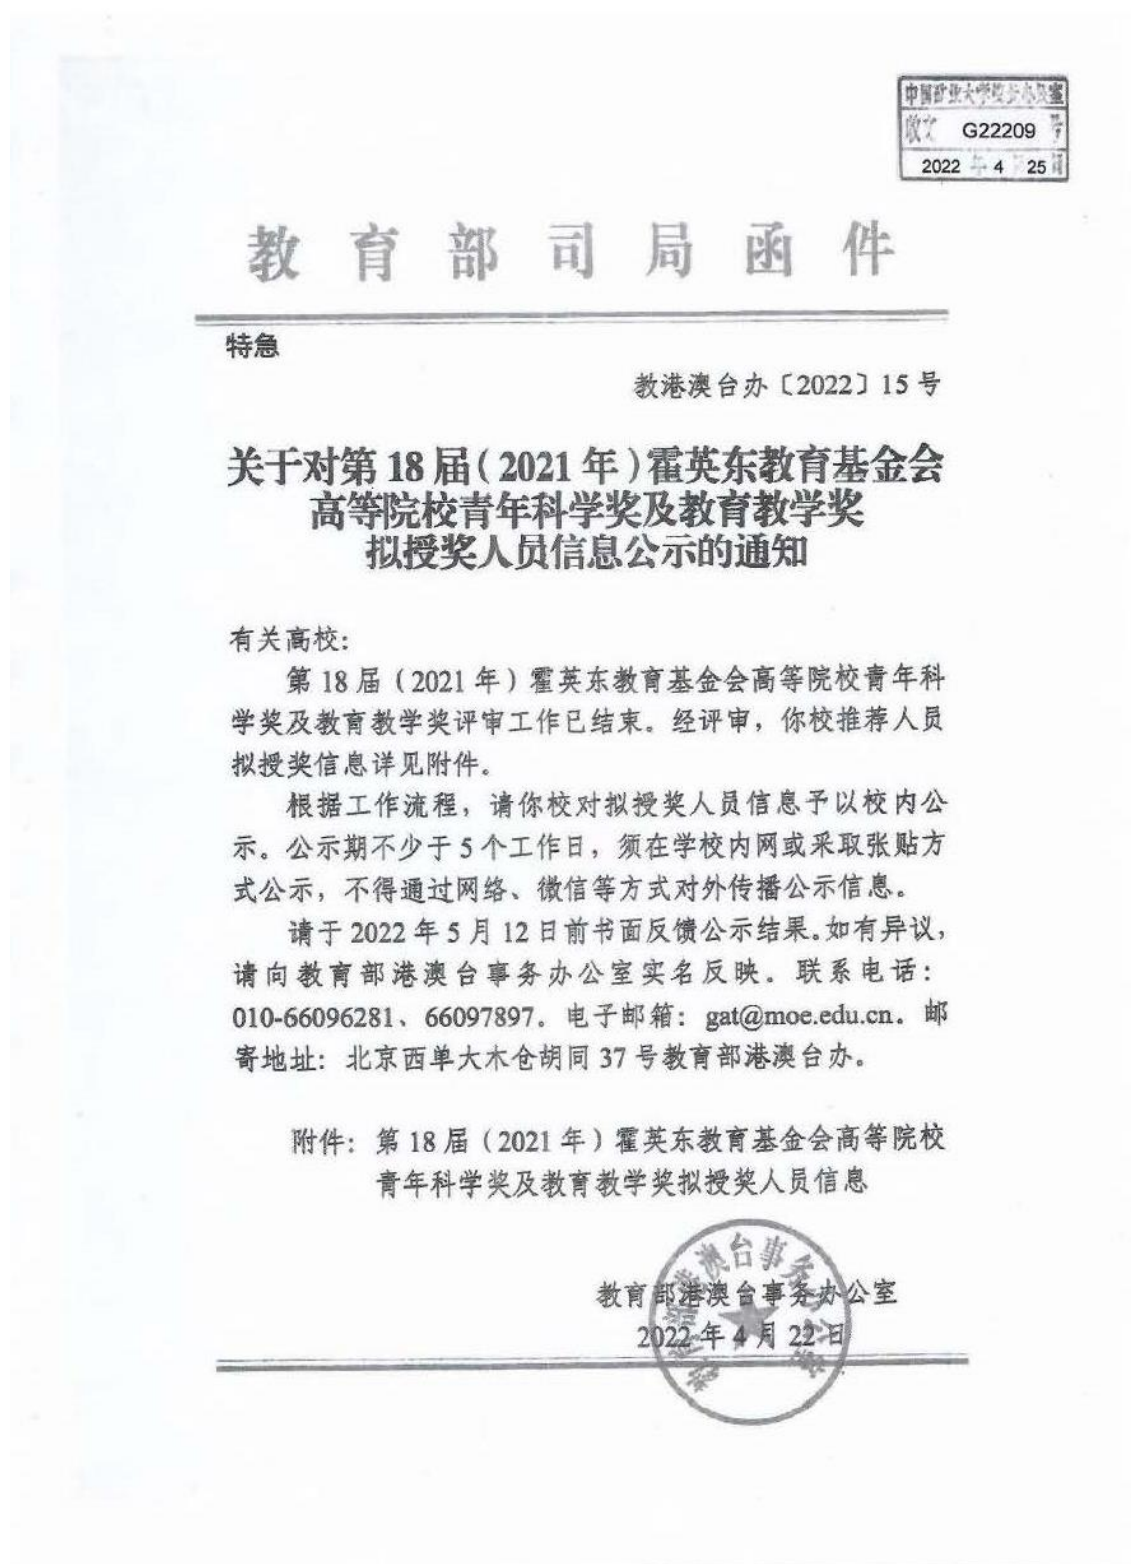 中国矿业大学校长办公室
收文 G22209 号
2022 年 4 月 25 日
教育部司局函件
特急
教港澳台办〔2022〕15 号
关于对第 18 届（2021 年）霍英东教育基金会
高等院校青年科学奖及教育教学奖
拟授奖人员信息公示的通知
有关高校：
第 18 届（2021 年）霍英东教育基金会高等院校青年科
学奖及教育教学奖评审工作已结束。经评审，你校推荐人员
拟授奖信息详见附件。
根据工作流程，请你校对拟授奖人员信息予以校内公
示。公示期不少于 5 个工作日，须在学校内网或采取张贴方
式公示，不得通过网络、微信等方式对外传播公示信息。
请于 2022 年 5 月 12 日前书面反馈公示结果。如有异议，
请向教育部港澳台事务办公室实名反映。联系电话：
010-66096281、66097897。电子邮箱：gat@moe.edu.cn。邮
寄地址：北京西单大木仓胡同 37 号教育部港澳台办。
附件：第 18 届（2021 年）霍英东教育基金会高等院校
青年科学奖及教育教学奖拟授奖人员信息
教育部港澳台事务办公室
教育部港澳台事务办公室
2022 年 4 月 22 日